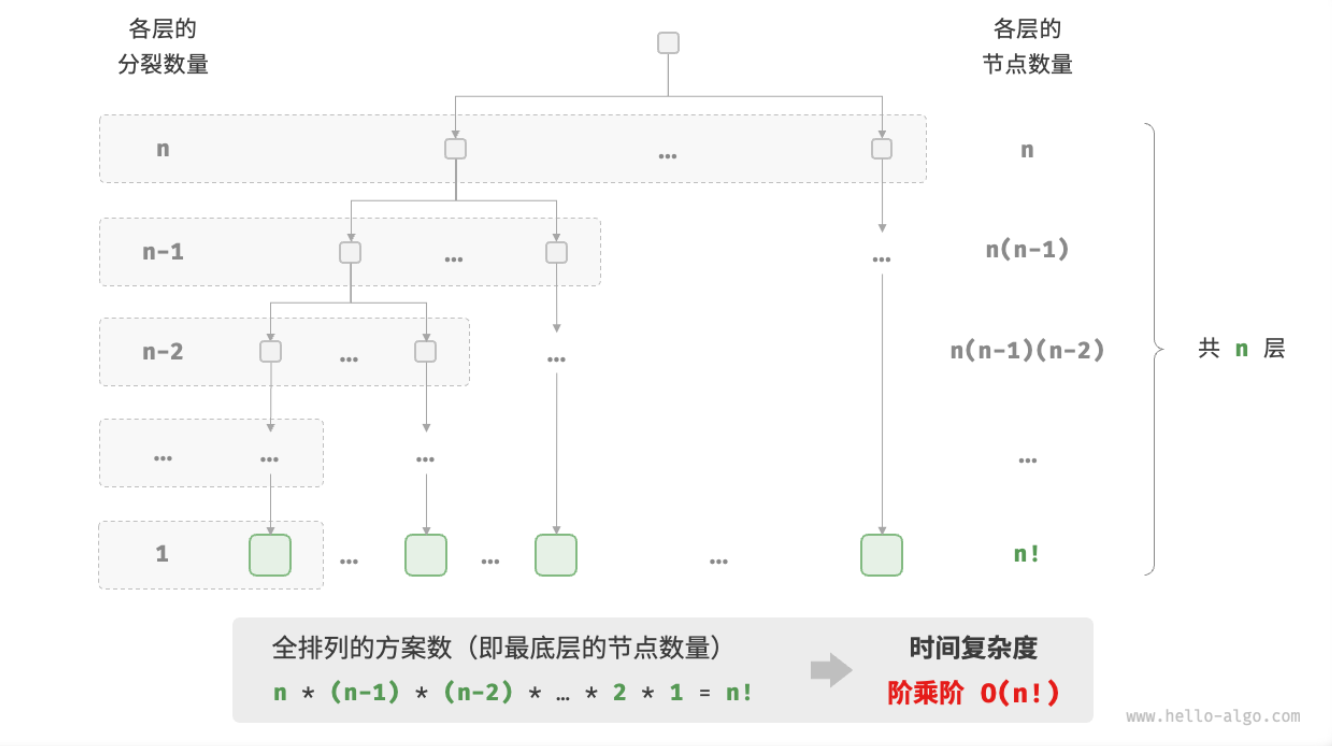 各层的
分裂数量
各层的
节点数量
n
…
n
n-1
…
…
n(n-1)
n-2
…
…
n(n-1)(n-2)
共 n 层
…
…
…
…
1
…
…
…
n!
全排列的方案数（即最底层的节点数量）
n * (n-1) * (n-2) * … * 2 * 1 = n!
时间复杂度
阶乘阶 O(n!)
www.hello-algo.com